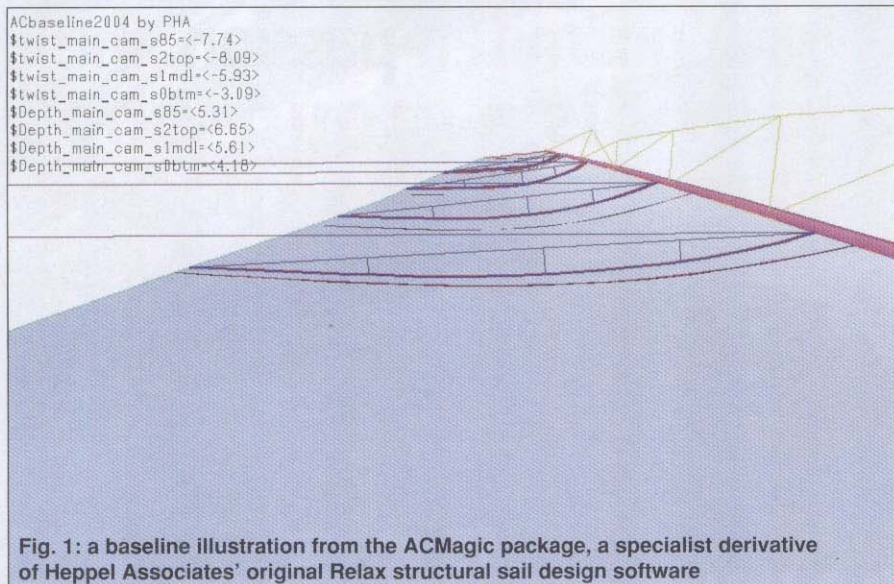 ACbaseline2004 by PHA
$twist_main_cam_s85=<-7.74>
$twist_main_cam_s2top=<-8.09>
$twist_main_cam_s1mdl=<-5.93>
$twist_main_cam_s0btm=<-3.09>
$Depth_main_cam_s85=<5.31>
$Depth_main_cam_s2top=<6.65>
$Depth_main_cam_s1mdl=<5.61>
$Depth_main_cam_s0btm=<4.18>
Fig. 1: a baseline illustration from the ACMagic package, a specialist derivative
of Heppel Associates' original Relax structural sail design software